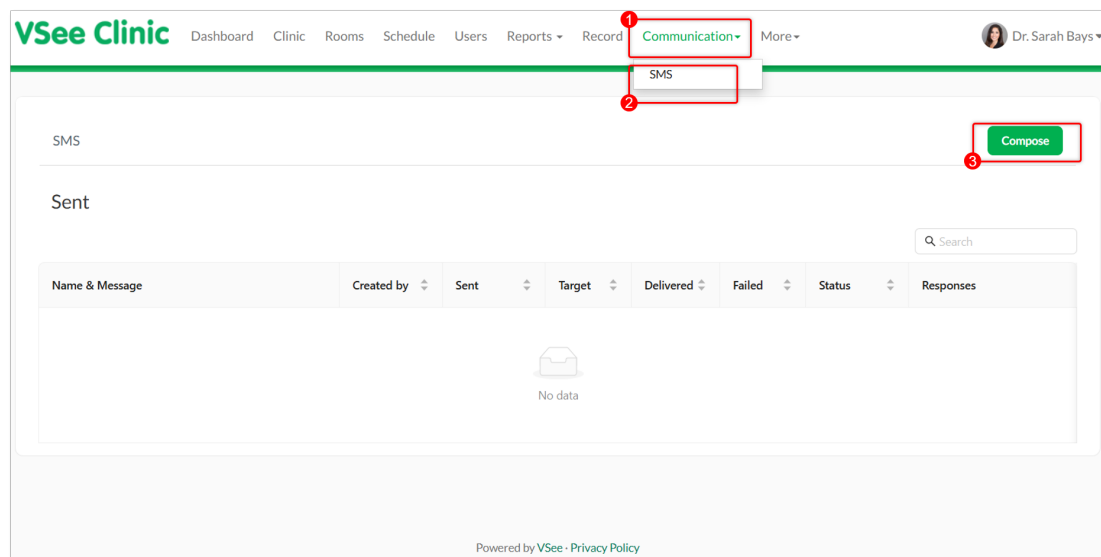 VSee Clinic Dashboard Clinic Rooms Schedule Users Reports Record Communication More Dr. Sarah Bays
1
SMS
2
SMS Compose
3
Sent
Search
Name & Message Created by Sent Target Delivered Failed Status Responses
No data
Powered by VSee · Privacy Policy